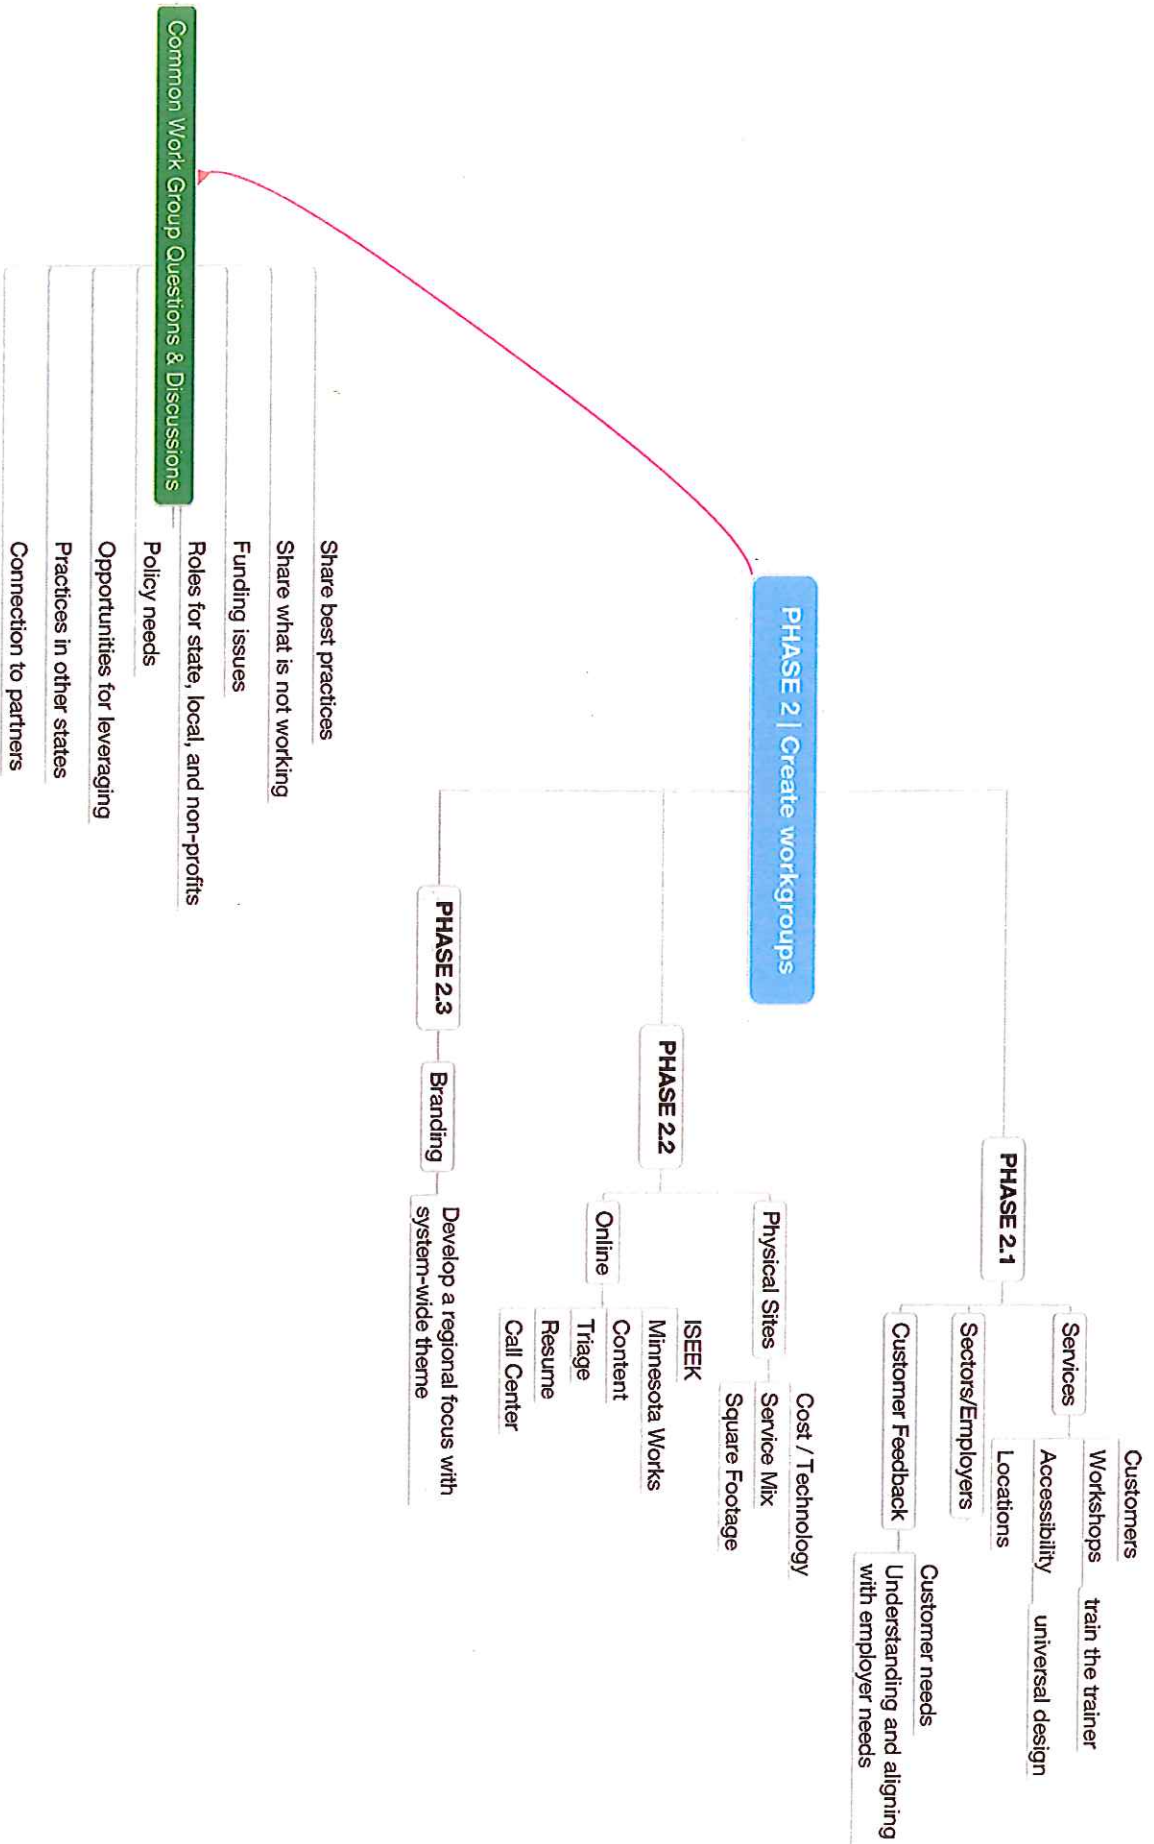 PHASE 2 | Create workgroups
PHASE 2.1
Services
Customers
Workshops
train the trainer
Accessibility
universal design
Locations
Sectors/Employers
Customer Feedback
Customer needs
Understanding and aligning
with employer needs
PHASE 2.2
Physical Sites
Cost / Technology
Service Mix
Square Footage
Online
ISEEK
Minnesota Works
Content
Triage
Resume
Call Center
PHASE 2.3
Branding
Develop a regional focus with
system-wide theme
Common Work Group Questions & Discussions
Share best practices
Share what is not working
Funding issues
Roles for state, local, and non-profits
Policy needs
Opportunities for leveraging
Practices in other states
Connection to partners